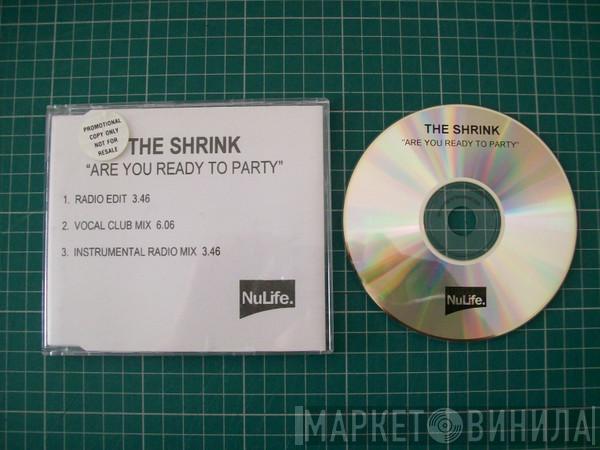 PROMOTIONAL
COPY ONLY
NOT FOR
RESALE
THE SHRINK
"ARE YOU READY TO PARTY"
1. RADIO EDIT 3.46
2. VOCAL CLUB MIX 6.06
3. INSTRUMENTAL RADIO MIX 3.46
NuLife.
THE SHRINK
"ARE YOU READY TO PARTY"
NuLife.
МАРКЕТ ВИНИЛА